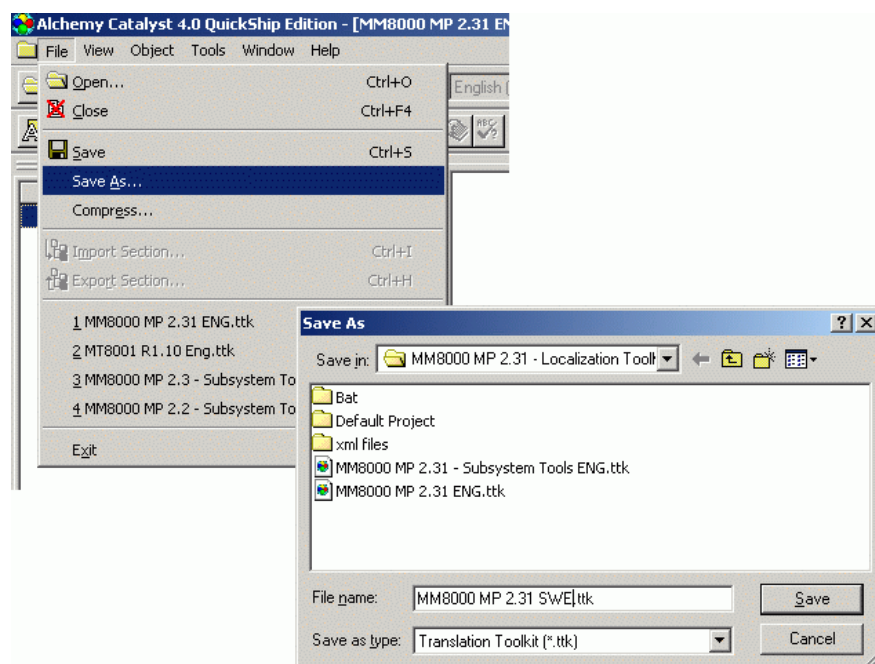 Alchemy Catalyst 4.0 QuickShip Edition - [MM8000 MP 2.31 EN
File View Object Tools Window Help
Open... Ctrl+O
English (
Close Ctrl+F4
ABC
Save Ctrl+S
Save As...
Compress...
Import Section... Ctrl+I
Export Section... Ctrl+H
1 MM8000 MP 2.31 ENG.ttk
2 MT8001 R1.10 Eng.ttk
3 MM8000 MP 2.3 - Subsystem To
4 MM8000 MP 2.2 - Subsystem To
Exit
Save As
Save in: MM8000 MP 2.31 - Localization Toolk
Bat
Default Project
xml files
MM8000 MP 2.31 - Subsystem Tools ENG.ttk
MM8000 MP 2.31 ENG.ttk
File name: MM8000 MP 2.31 SWE.ttk
Save
Save as type: Translation Toolkit (*.ttk)
Cancel